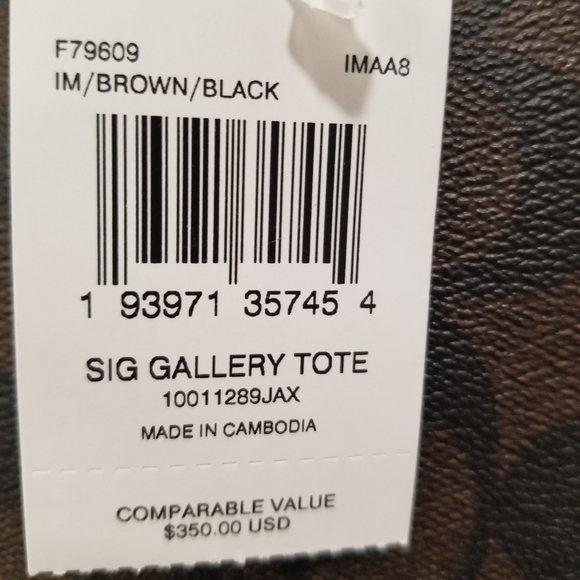 F79609 IMAA8
IM/BROWN/BLACK
1 93971 35745 4
SIG GALLERY TOTE
10011289JAX
MADE IN CAMBODIA
COMPARABLE VALUE
$350.00 USD